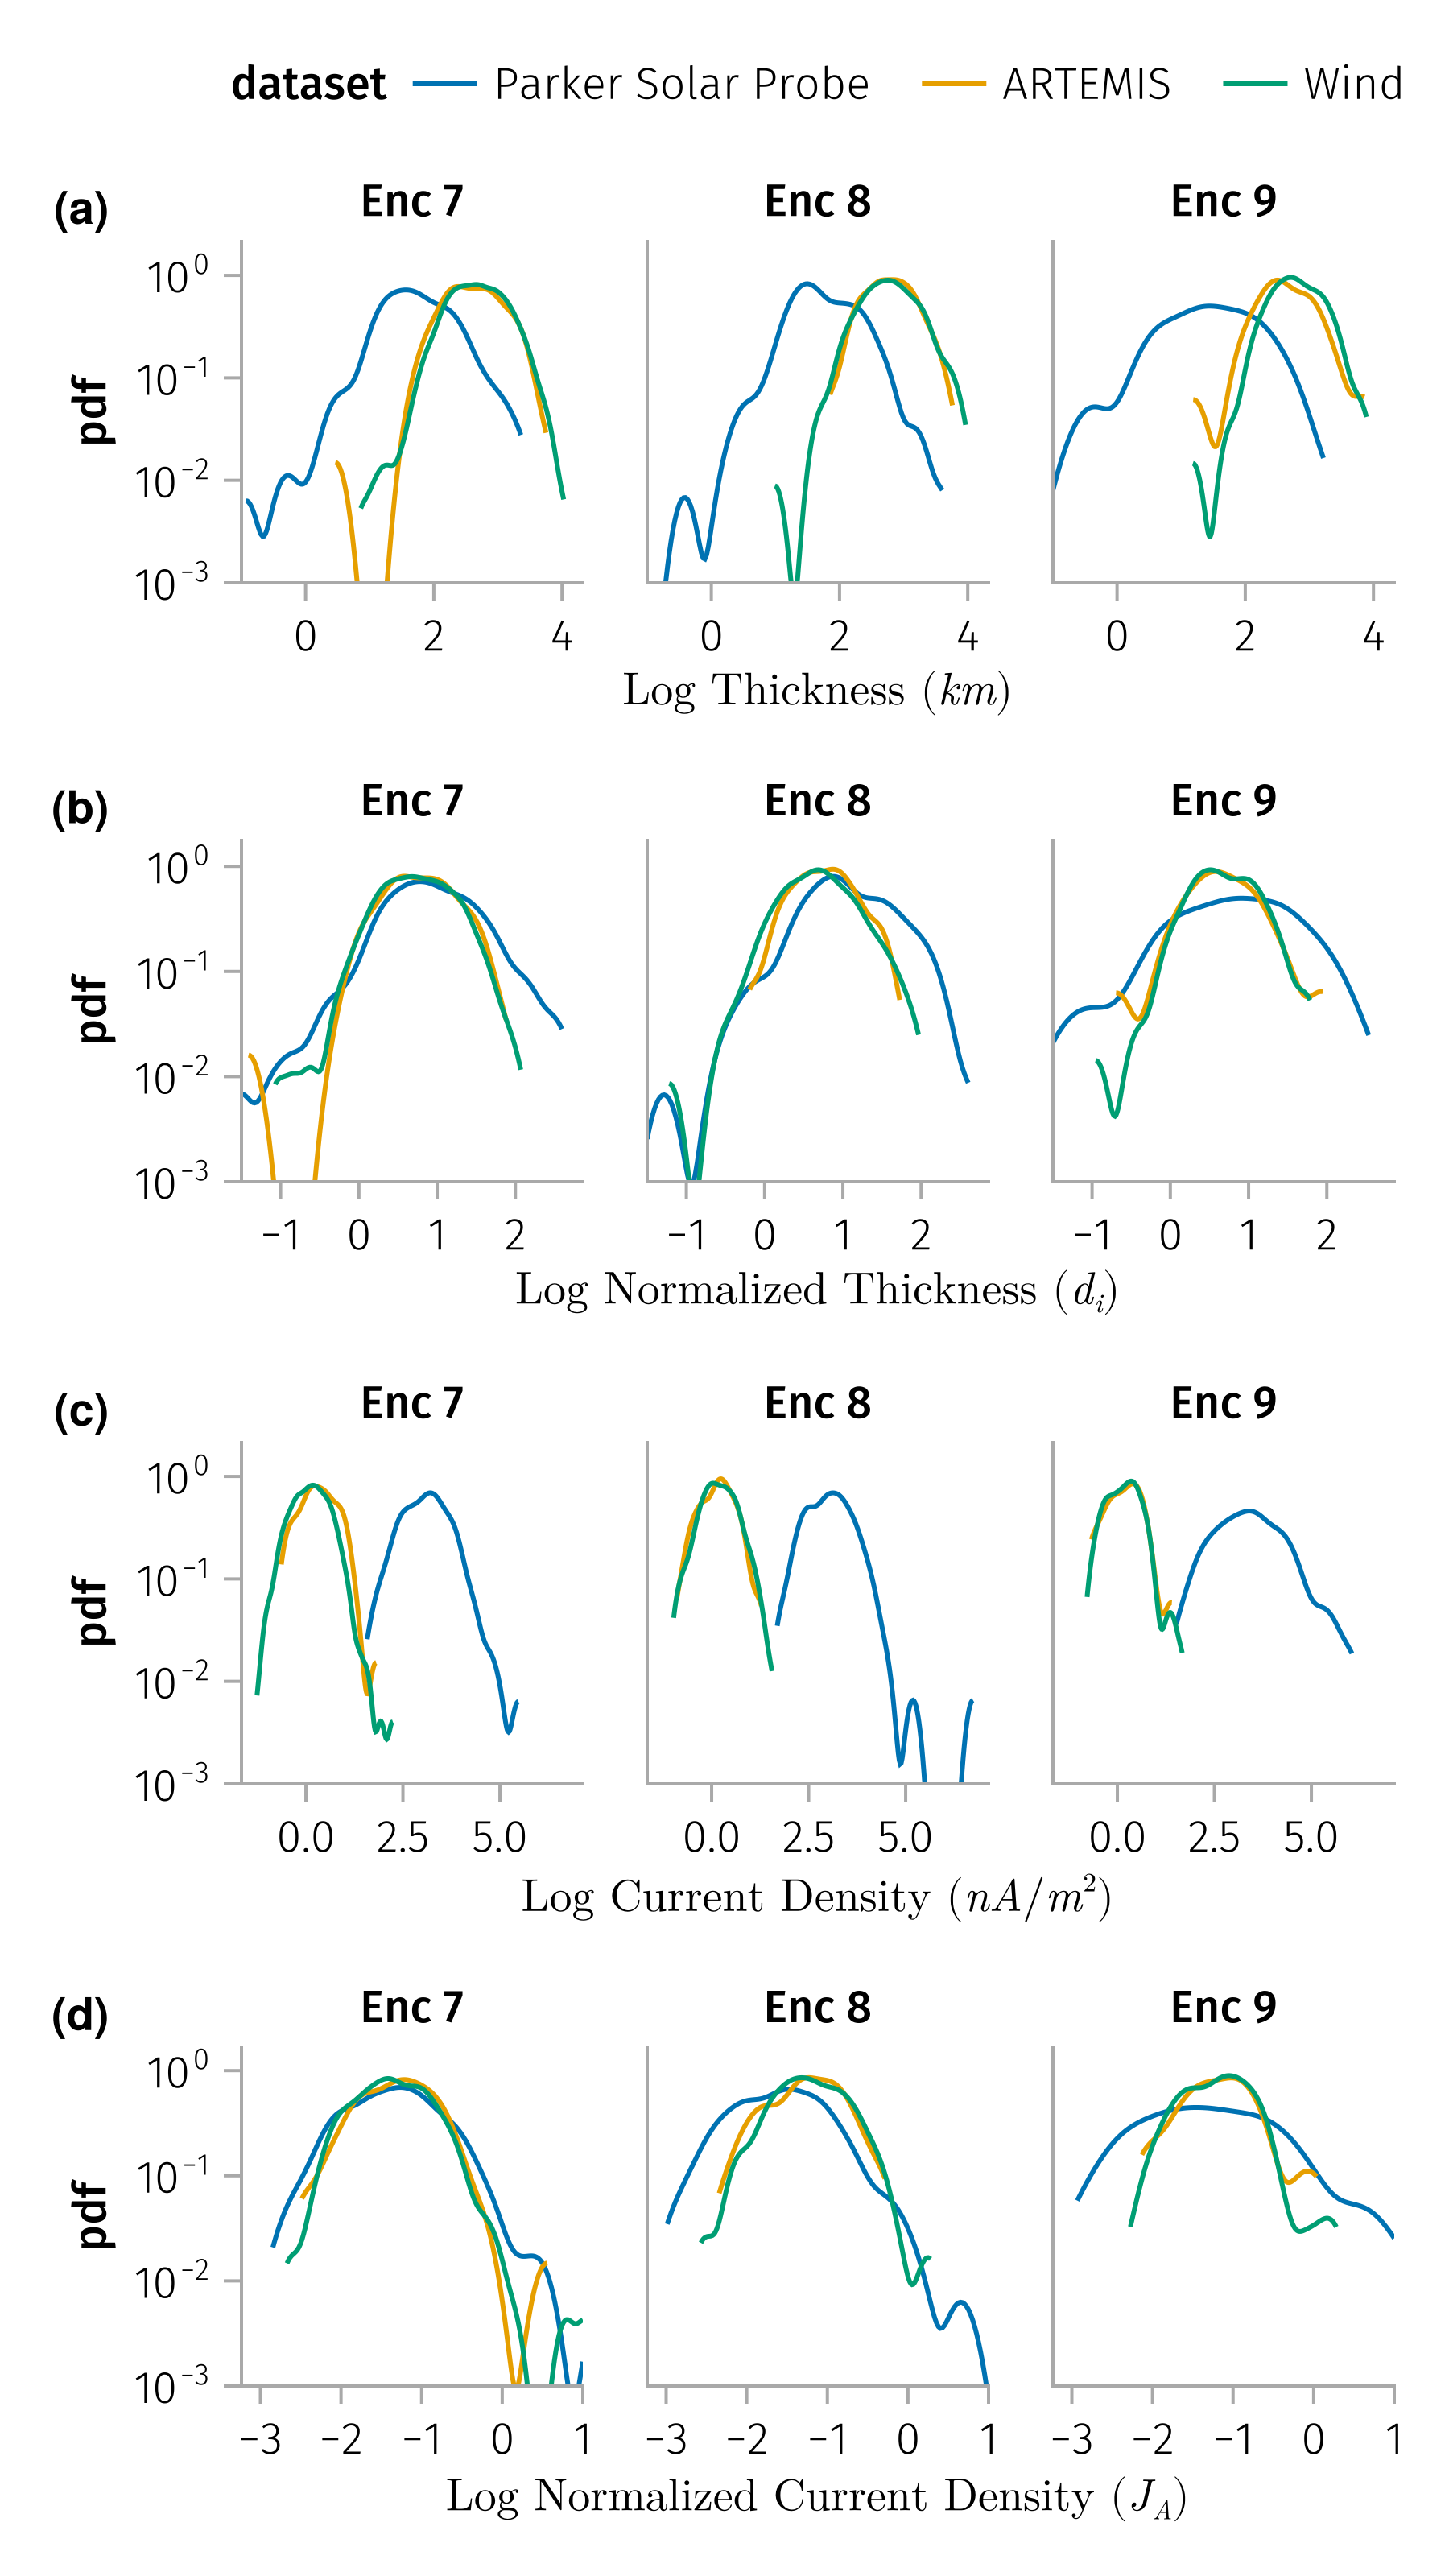 dataset Parker Solar Probe ARTEMIS Wind
(a) Enc 7 Enc 8 Enc 9
10^0
10^−1
pdf
10^−2
10^−3
0 2 4 0 2 4 0 2 4
Log Thickness (km)
(b) Enc 7 Enc 8 Enc 9
10^0
10^−1
pdf
10^−2
10^−3
−1 0 1 2 −1 0 1 2 −1 0 1 2
Log Normalized Thickness (d_i)
(c) Enc 7 Enc 8 Enc 9
10^0
10^−1
pdf
10^−2
10^−3
0.0 2.5 5.0 0.0 2.5 5.0 0.0 2.5 5.0
Log Current Density (nA/m^2)
(d) Enc 7 Enc 8 Enc 9
10^0
10^−1
pdf
10^−2
10^−3
−3 −2 −1 0 1 −3 −2 −1 0 1 −3 −2 −1 0 1
Log Normalized Current Density (J_A)